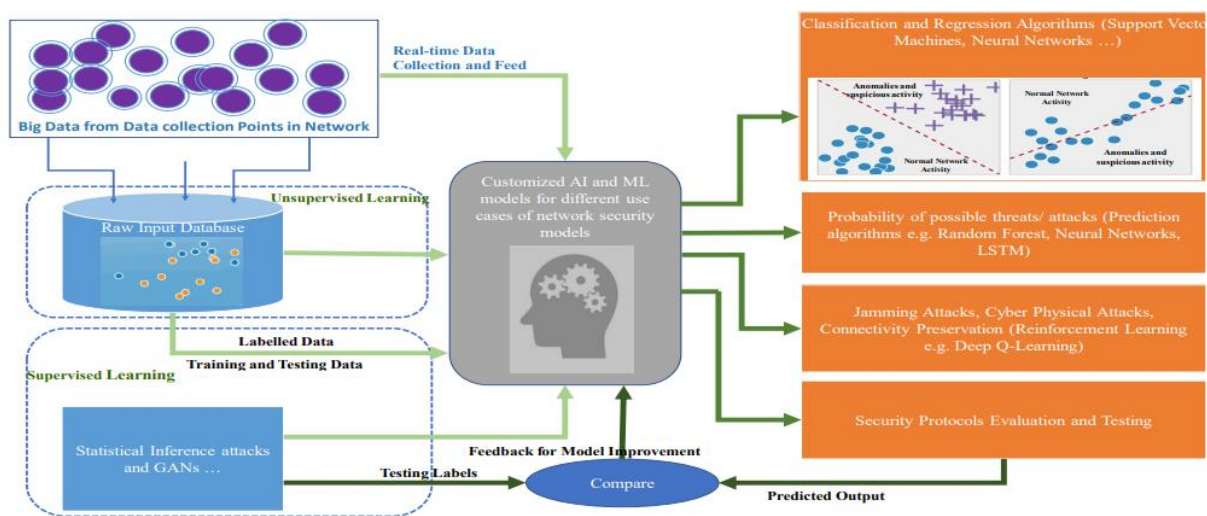 Real-time Data
Collection and Feed
Big Data from Data collection Points in Network
Unsupervised Learning
Raw Input Database
Labelled Data
Training and Testing Data
Supervised Learning
Statistical Inference attacks
and GANs ...
Testing Labels
Customized AI and ML
models for different use
cases of network security
models
Feedback for Model Improvement
Compare
Predicted Output
Classification and Regression Algorithms (Support Vecto
Machines, Neural Networks ...)
Anomalies and
suspicious activity
Normal Network
Activity
Normal Network
Activity
Anomalies and
suspicious activity
Probability of possible threats/ attacks (Prediction
algorithms e.g. Random Forest, Neural Networks,
LSTM)
Jamming Attacks, Cyber Physical Attacks,
Connectivity Preservation (Reinforcement Learning
e.g. Deep Q-Learning)
Security Protocols Evaluation and Testing